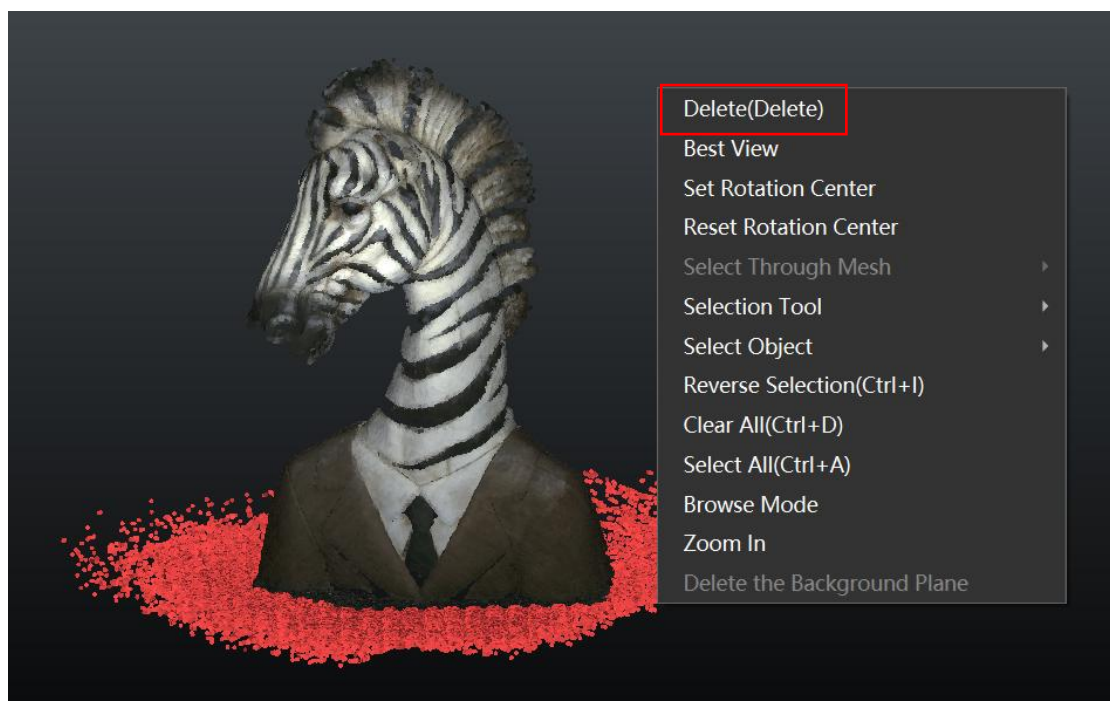 Delete(Delete)
Best View
Set Rotation Center
Reset Rotation Center
Select Through Mesh
Selection Tool
Select Object
Reverse Selection(Ctrl+I)
Clear All(Ctrl+D)
Select All(Ctrl+A)
Browse Mode
Zoom In
Delete the Background Plane